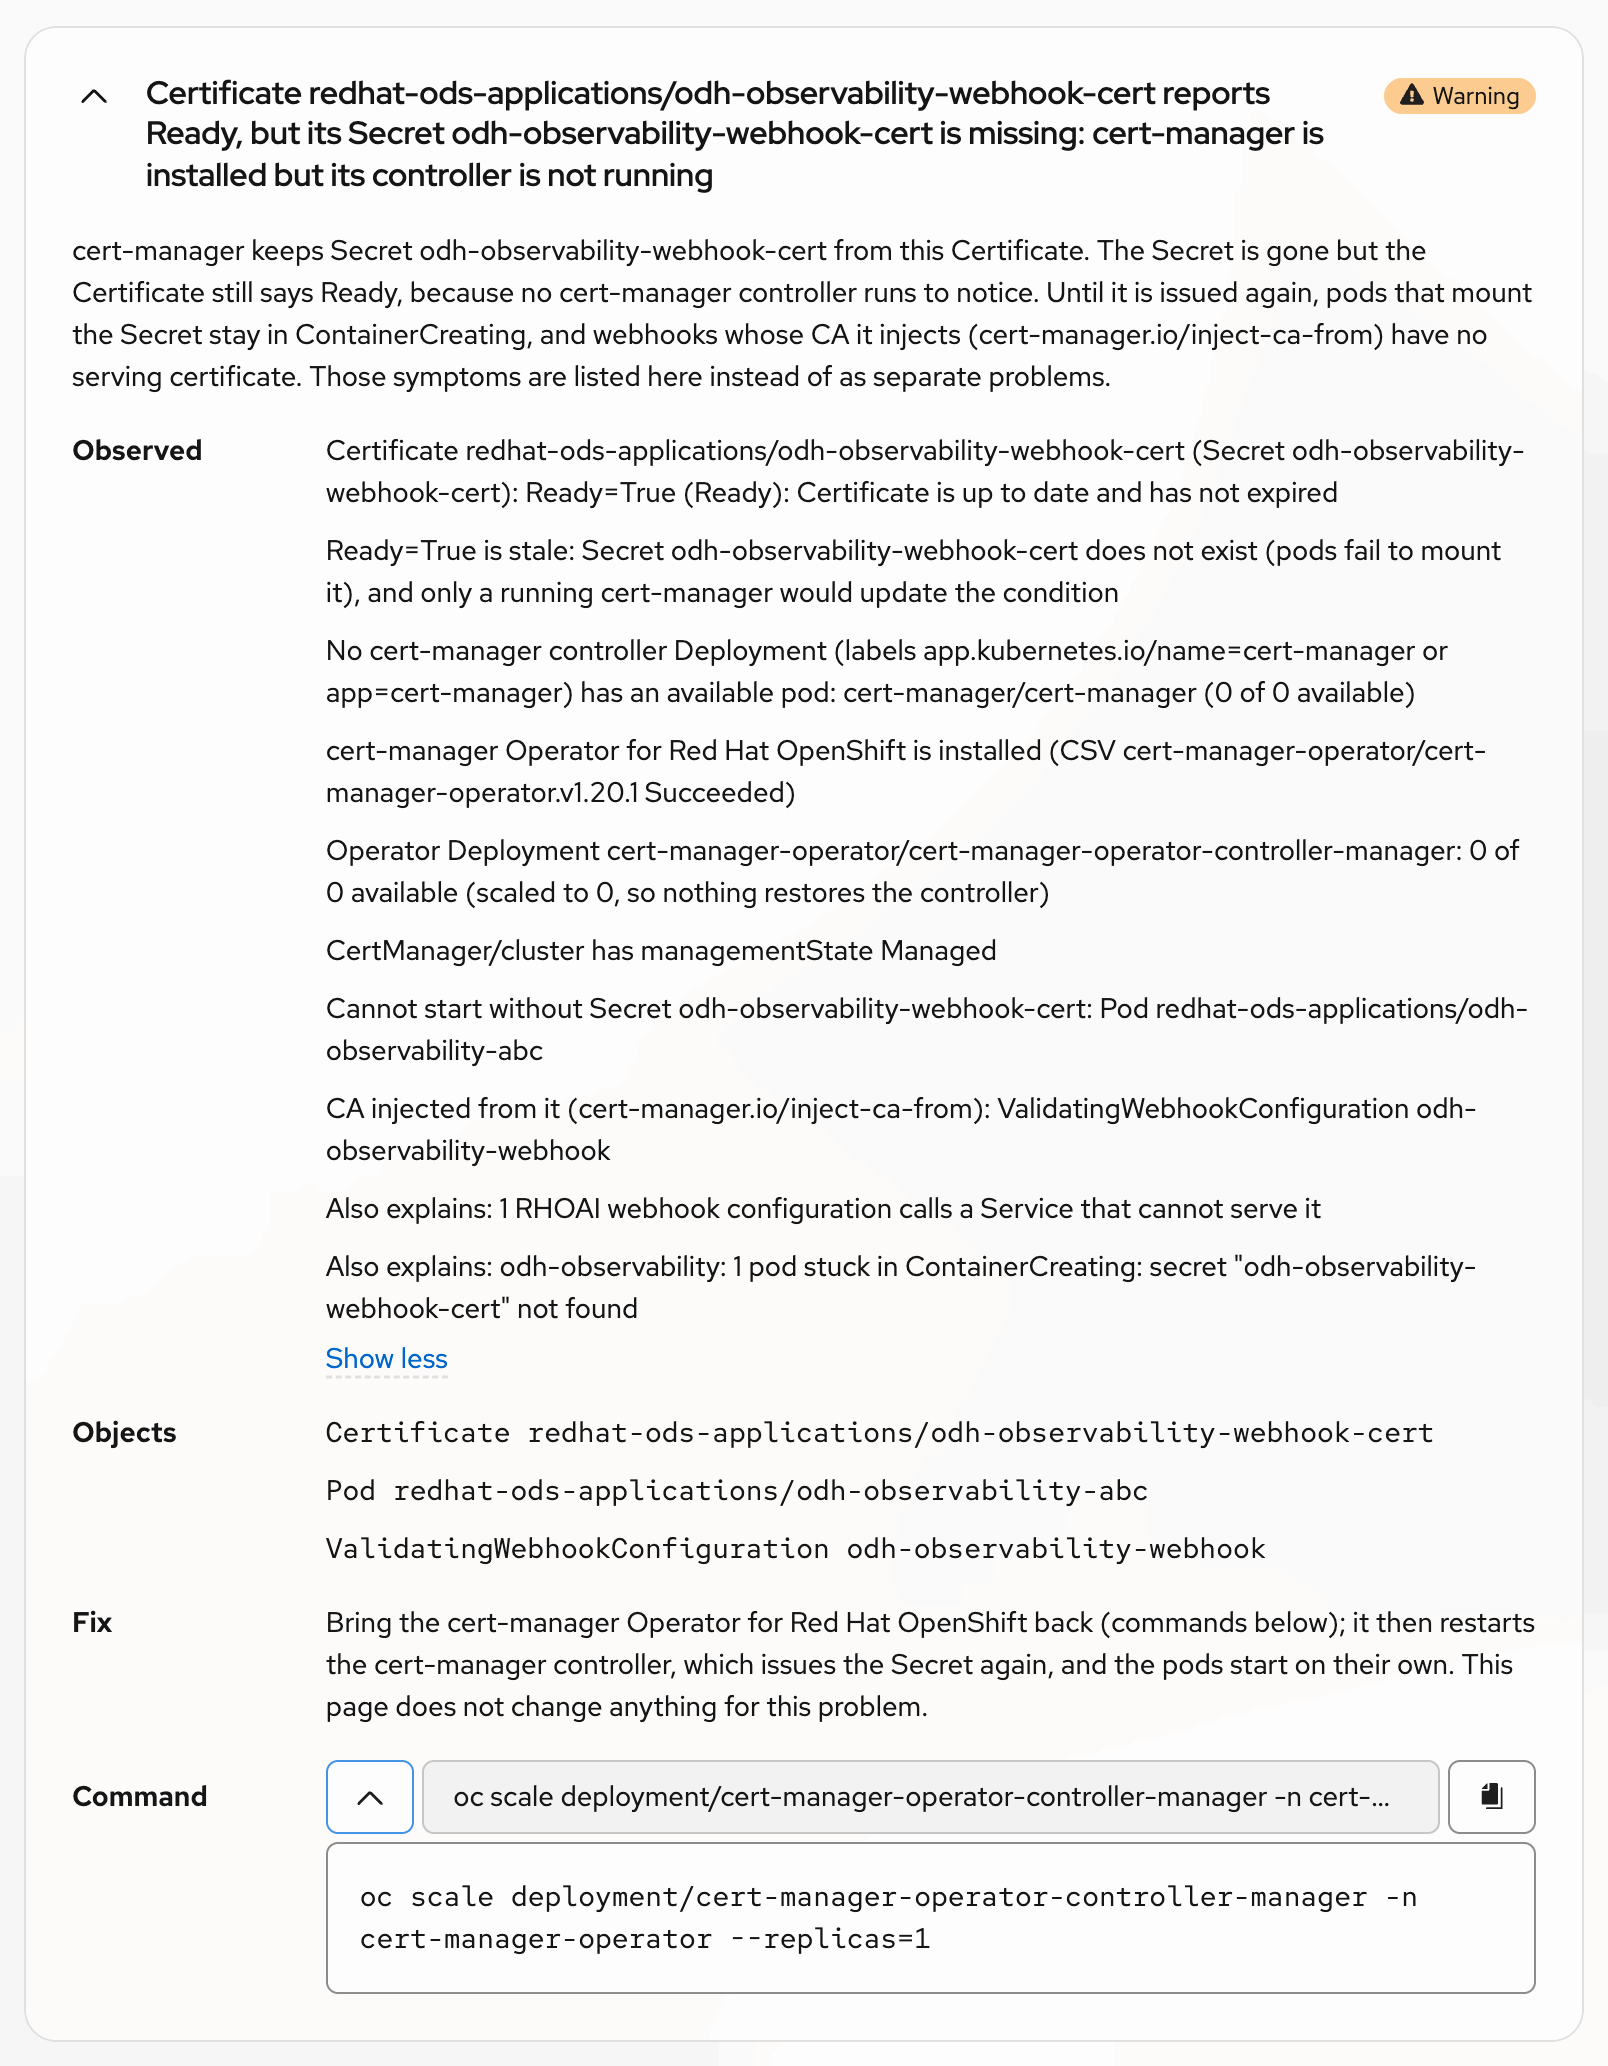 Certificate redhat-ods-applications/odh-observability-webhook-cert reports
Ready, but its Secret odh-observability-webhook-cert is missing: cert-manager is
installed but its controller is not running
Warning
cert-manager keeps Secret odh-observability-webhook-cert from this Certificate. The Secret is gone but the
Certificate still says Ready, because no cert-manager controller runs to notice. Until it is issued again, pods that mount
the Secret stay in ContainerCreating, and webhooks whose CA it injects (cert-manager.io/inject-ca-from) have no
serving certificate. Those symptoms are listed here instead of as separate problems.
Observed
Certificate redhat-ods-applications/odh-observability-webhook-cert (Secret odh-observability-
webhook-cert): Ready=True (Ready): Certificate is up to date and has not expired
Ready=True is stale: Secret odh-observability-webhook-cert does not exist (pods fail to mount
it), and only a running cert-manager would update the condition
No cert-manager controller Deployment (labels app.kubernetes.io/name=cert-manager or
app=cert-manager) has an available pod: cert-manager/cert-manager (0 of 0 available)
cert-manager Operator for Red Hat OpenShift is installed (CSV cert-manager-operator/cert-
manager-operator.v1.20.1 Succeeded)
Operator Deployment cert-manager-operator/cert-manager-operator-controller-manager: 0 of
0 available (scaled to 0, so nothing restores the controller)
CertManager/cluster has managementState Managed
Cannot start without Secret odh-observability-webhook-cert: Pod redhat-ods-applications/odh-
observability-abc
CA injected from it (cert-manager.io/inject-ca-from): ValidatingWebhookConfiguration odh-
observability-webhook
Also explains: 1 RHOAI webhook configuration calls a Service that cannot serve it
Also explains: odh-observability: 1 pod stuck in ContainerCreating: secret "odh-observability-
webhook-cert" not found
Show less
Objects
Certificate redhat-ods-applications/odh-observability-webhook-cert
Pod redhat-ods-applications/odh-observability-abc
ValidatingWebhookConfiguration odh-observability-webhook
Fix
Bring the cert-manager Operator for Red Hat OpenShift back (commands below); it then restarts
the cert-manager controller, which issues the Secret again, and the pods start on their own. This
page does not change anything for this problem.
Command
oc scale deployment/cert-manager-operator-controller-manager -n cert-...
oc scale deployment/cert-manager-operator-controller-manager -n
cert-manager-operator --replicas=1